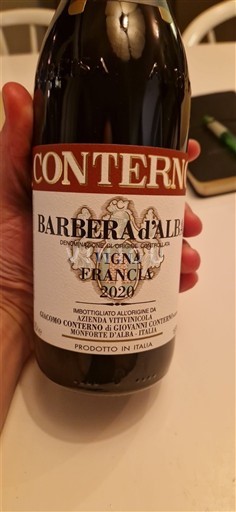 CONTERN
BARBERA d'ALB
DENOMINAZIONE DI ORIGINE CONTROLLATA
VIGNA
FRANCIA
2020
IMBOTTIGLIATO ALL'ORIGINE DA
AZIENDA VITIVINICOLA
GIACOMO CONTERNO di GIOVANNI CONTERNO
MONFORTE D'ALBA - ITALIA
PRODOTTO IN ITALIA